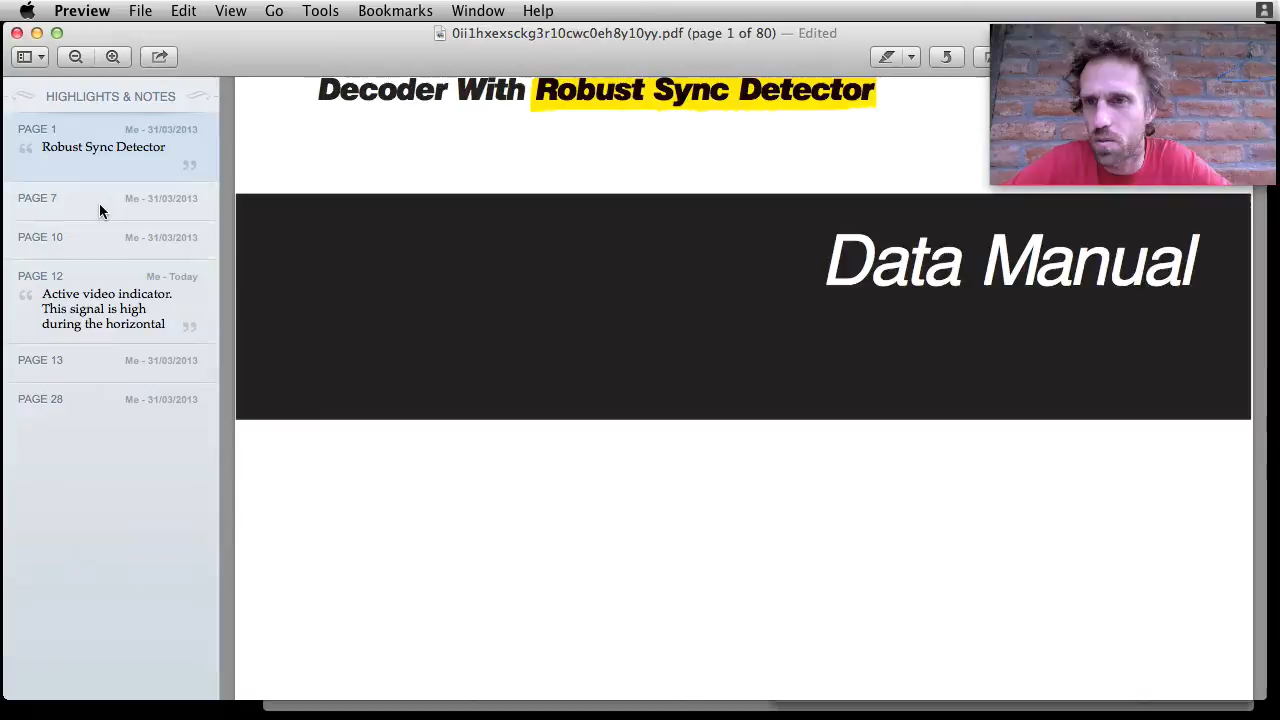 Preview File Edit View Go Tools Bookmarks Window Help
0ii1hxexsckg3r10cwc0eh8y10yy.pdf (page 1 of 80) — Edited
HIGHLIGHTS & NOTES
PAGE 1 Me - 31/03/2013
Robust Sync Detector
PAGE 7 Me - 31/03/2013
PAGE 10 Me - 31/03/2013
PAGE 12 Me - Today
Active video indicator.
This signal is high
during the horizontal
PAGE 13 Me - 31/03/2013
PAGE 28 Me - 31/03/2013
Decoder With Robust Sync Detector
Data Manual